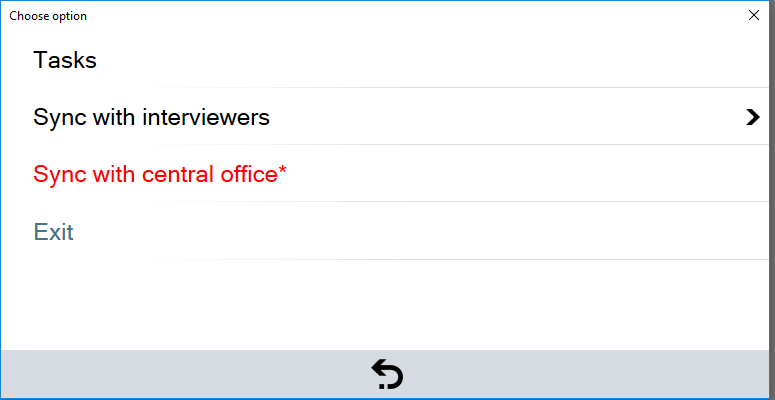 Choose option
Tasks
Sync with interviewers
Sync with central office*
Exit